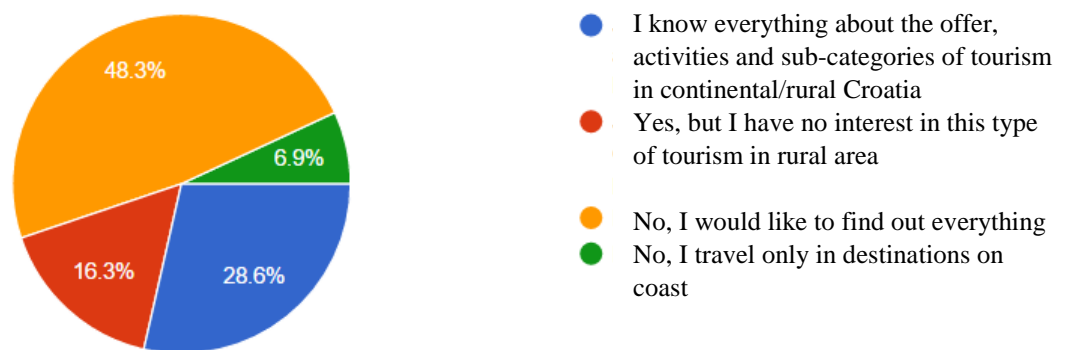 48.3%
6.9%
16.3%
28.6%
I know everything about the offer,
activities and sub-categories of tourism
in continental/rural Croatia
Yes, but I have no interest in this type
of tourism in rural area
No, I would like to find out everything
No, I travel only in destinations on
coast